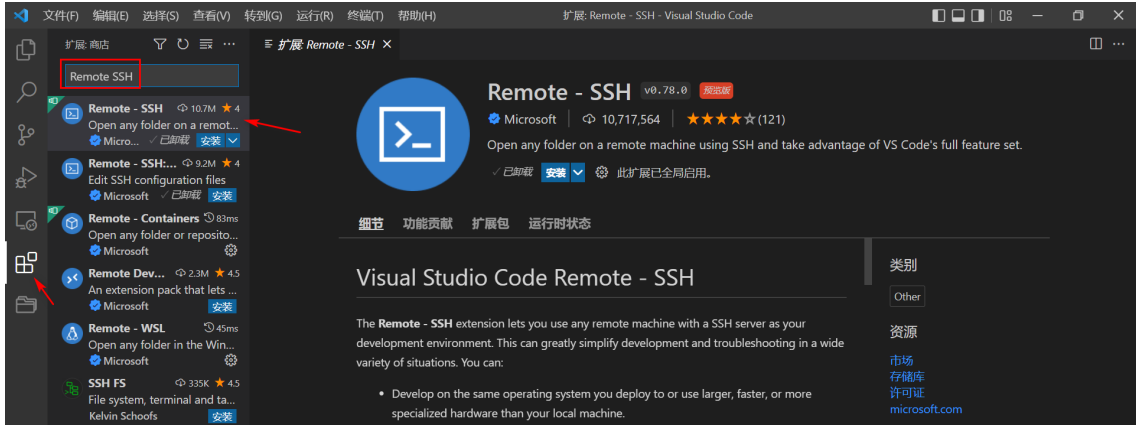 文件(F) 编辑(E) 选择(S) 查看(V) 转到(G) 运行(R) 终端(T) 帮助(H) 扩展: Remote - SSH - Visual Studio Code
扩展: 商店
Remote SSH
Remote - SSH 10.7M ★ 4
Open any folder on a remot...
Micro... ✓ 已卸载 安装
Remote - SSH:... 9.2M ★ 4
Edit SSH configuration files
Microsoft ✓ 已卸载 安装
Remote - Containers 83ms
Open any folder or reposito...
Microsoft
Remote Dev... 2.3M ★ 4.5
An extension pack that lets ...
Microsoft 安装
Remote - WSL 45ms
Open any folder in the Win...
Microsoft
SSH FS 335K ★ 4.5
File system, terminal and ta...
Kelvin Schoofs 安装
扩展: Remote - SSH
Remote - SSH v0.78.0 预览版
Microsoft 10,717,564 ★★★★☆(121)
Open any folder on a remote machine using SSH and take advantage of VS Code's full feature set.
✓ 已卸载 安装 此扩展已全局启用。
细节 功能贡献 扩展包 运行时状态
Visual Studio Code Remote - SSH
The Remote - SSH extension lets you use any remote machine with a SSH server as your
development environment. This can greatly simplify development and troubleshooting in a wide
variety of situations. You can:
• Develop on the same operating system you deploy to or use larger, faster, or more
specialized hardware than your local machine.
类别
Other
资源
市场
存储库
许可证
microsoft.com